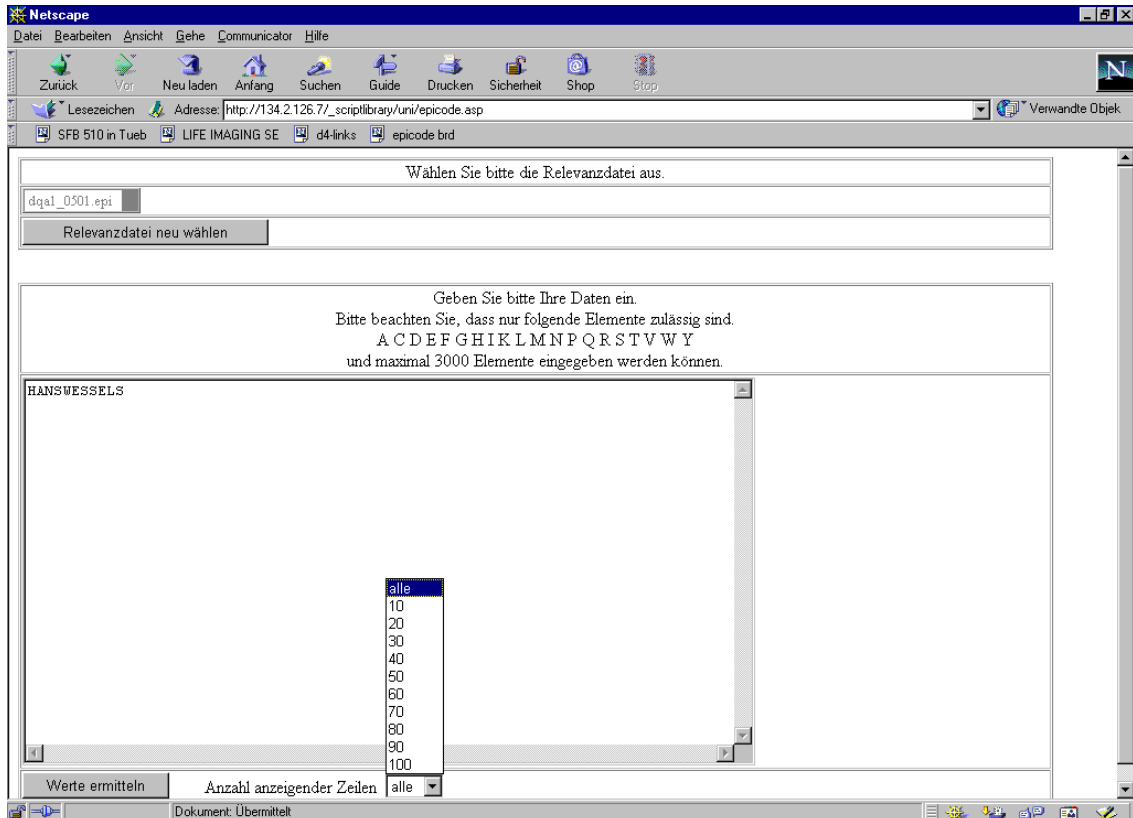 Netscape
Datei Bearbeiten Ansicht Gehe Communicator Hilfe
Zurück Vor Neu laden Anfang Suchen Guide Drucken Sicherheit Shop Stop
Lesezeichen Adresse: http://134.2.126.7/_scriptlibrary/uni/epicode.asp Verwandte Objek
SFB 510 in Tueb LIFE IMAGING SE d4-links epicode brd
Wählen Sie bitte die Relevanzdatei aus.
dqa1_0501.epi
Relevanzdatei neu wählen
Geben Sie bitte Ihre Daten ein.
Bitte beachten Sie, dass nur folgende Elemente zulässig sind.
A C D E F G H I K L M N P Q R S T V W Y
und maximal 3000 Elemente eingegeben werden können.
HANSWESSELS
alle
10
20
30
40
50
60
70
80
90
100
Werte ermitteln Anzahl anzeigender Zeilen alle
Dokument: Übermittelt